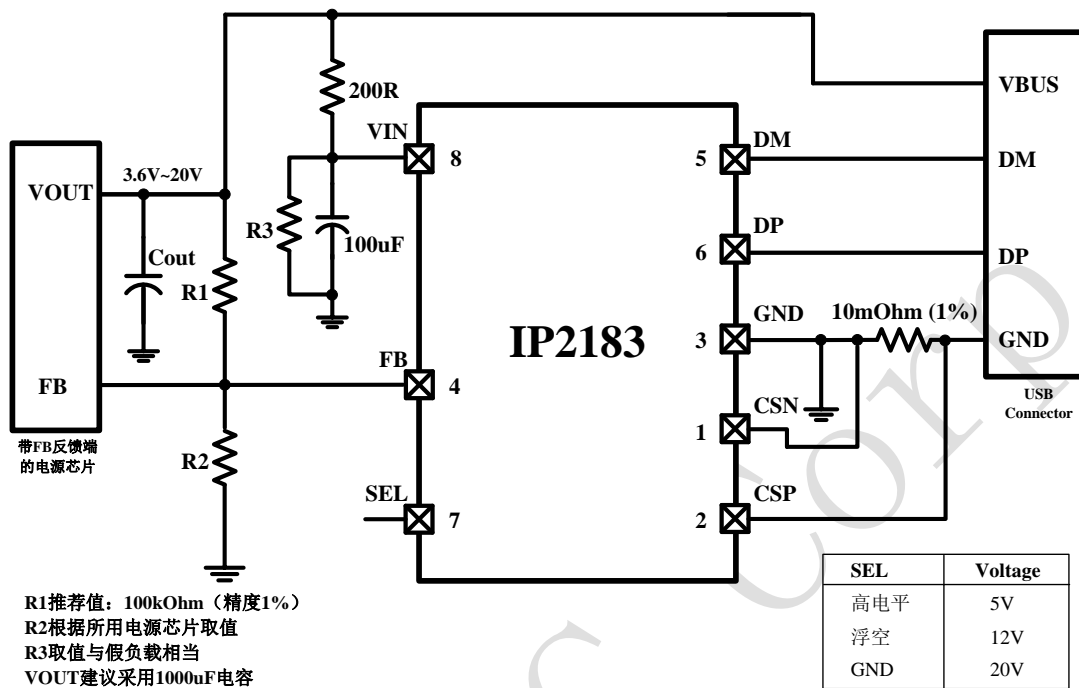 200R
VIN
8
R3
100uF
VOUT
3.6V~20V
Cout
R1
FB
带FB反馈端
的电源芯片
R2
FB
4
SEL
7
IP2183
5
DM
6
DP
3
GND
1
CSN
2
CSP
10mOhm (1%)
VBUS
DM
DP
GND
USB
Connector
R1推荐值：100kOhm（精度1%）
R2根据所用电源芯片取值
R3取值与假负载相当
VOUT建议采用1000uF电容
SEL Voltage
高电平 5V
浮空 12V
GND 20V
Corp